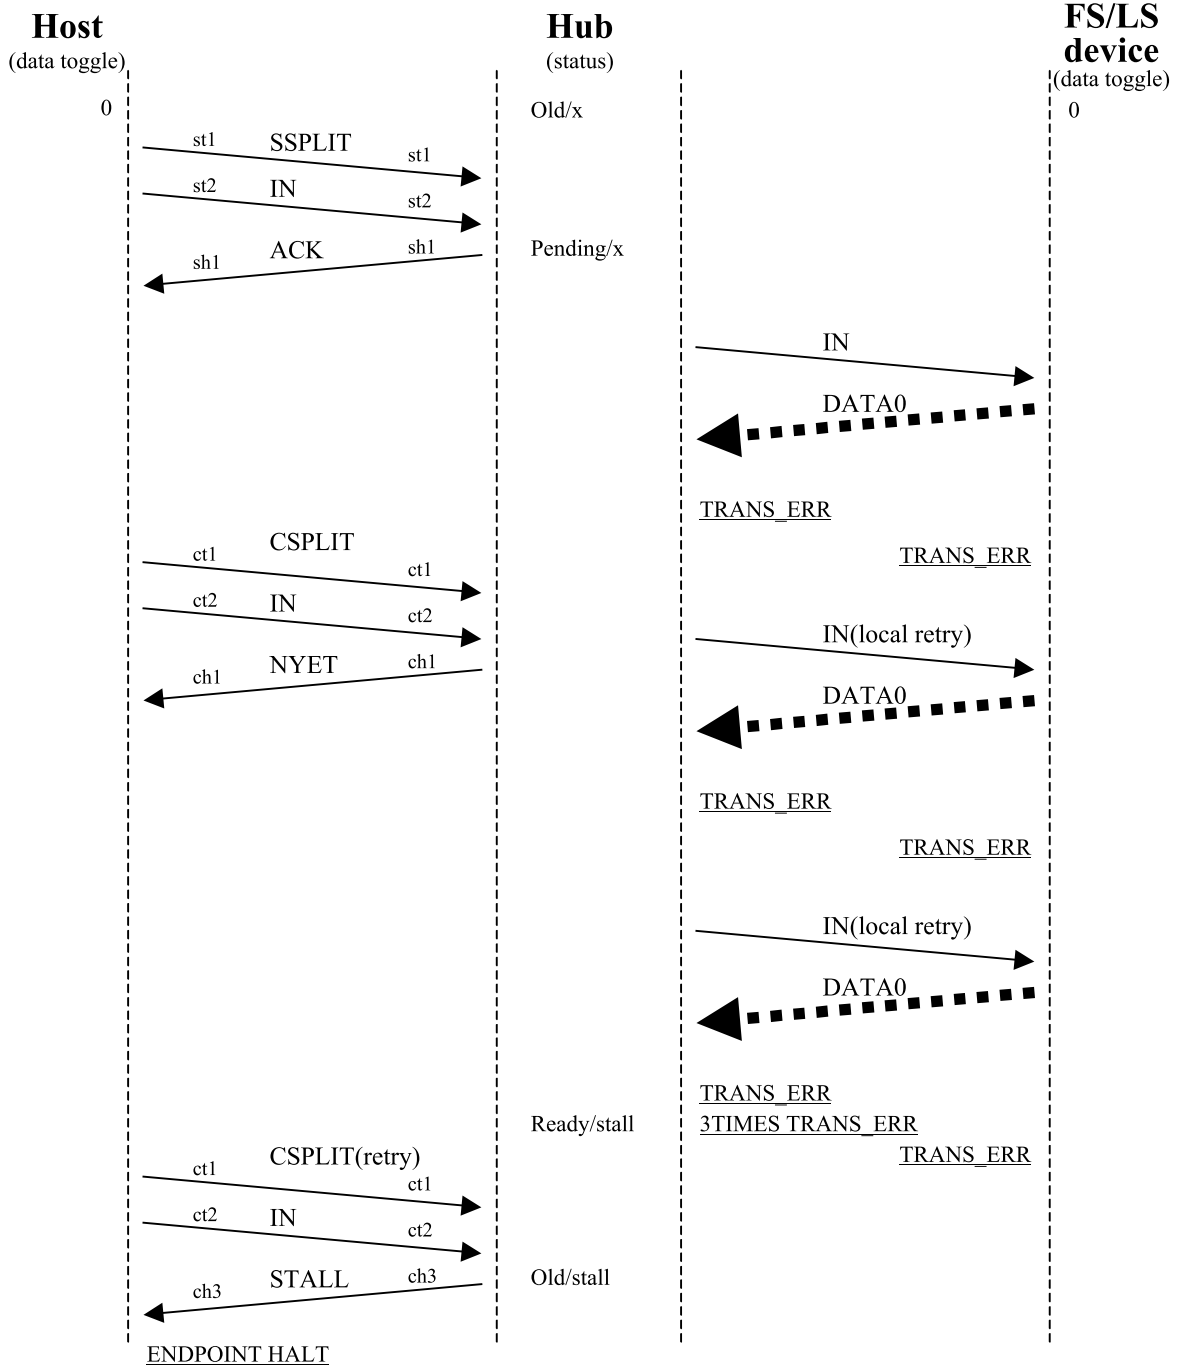 Host
(data toggle)
Hub
(status)
FS/LS
device
(data toggle)
0
Old/x
0
st1
SSPLIT
st1
st2
IN
st2
ACK
sh1
sh1
Pending/x
IN
DATA0
TRANS_ERR
CSPLIT
ct1
ct1
TRANS_ERR
ct2
IN
ct2
IN(local retry)
NYET
ch1
ch1
DATA0
TRANS_ERR
TRANS_ERR
IN(local retry)
DATA0
TRANS_ERR
Ready/stall
3TIMES TRANS_ERR
TRANS_ERR
CSPLIT(retry)
ct1
ct1
ct2
IN
ct2
STALL
ch3
ch3
Old/stall
ENDPOINT HALT